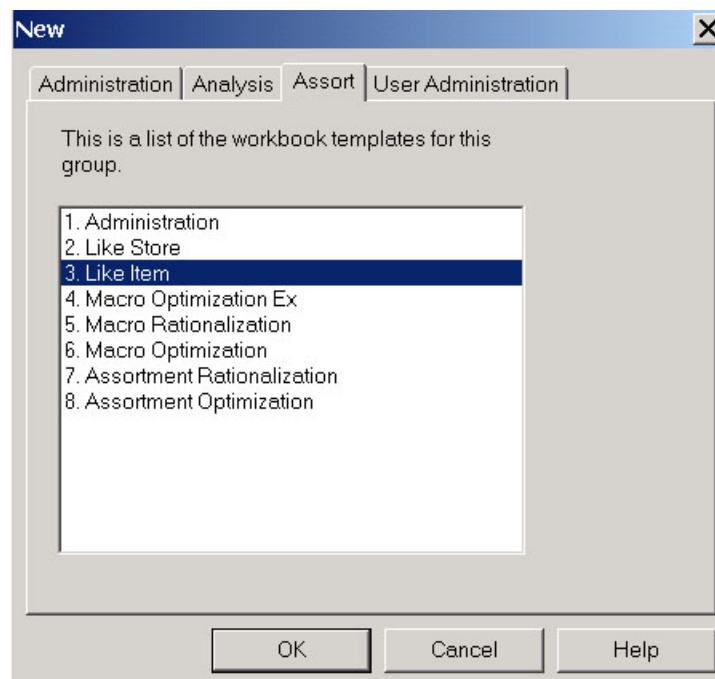 New
Administration Analysis Assort User Administration
This is a list of the workbook templates for this
group.
1. Administration
2. Like Store
3. Like Item
4. Macro Optimization Ex
5. Macro Rationalization
6. Macro Optimization
7. Assortment Rationalization
8. Assortment Optimization
OK Cancel Help